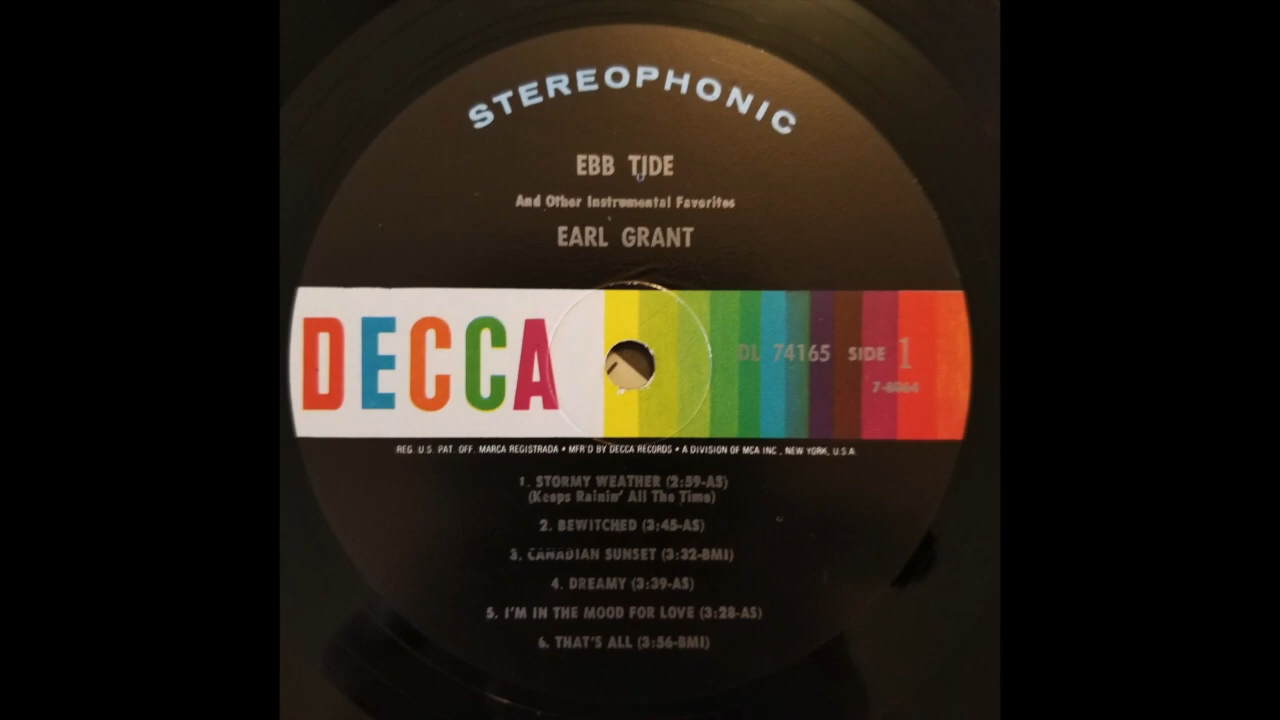 STEREOPHONIC
EBB TIDE
And Other Instrumental Favorites
EARL GRANT
DECCA
DL 74165 SIDE 1
7-8064
REG. U.S. PAT. OFF. MARCA REGISTRADA • MFR'D BY DECCA RECORDS • A DIVISION OF MCA INC., NEW YORK, U.S.A.
1. STORMY WEATHER (2:59-AS)
(Keeps Rainin' All The Time)
2. BEWITCHED (3:45-AS)
3. CANADIAN SUNSET (3:32-BMI)
4. DREAMY (3:39-AS)
5. I'M IN THE MOOD FOR LOVE (3:28-AS)
6. THAT'S ALL (3:56-BMI)